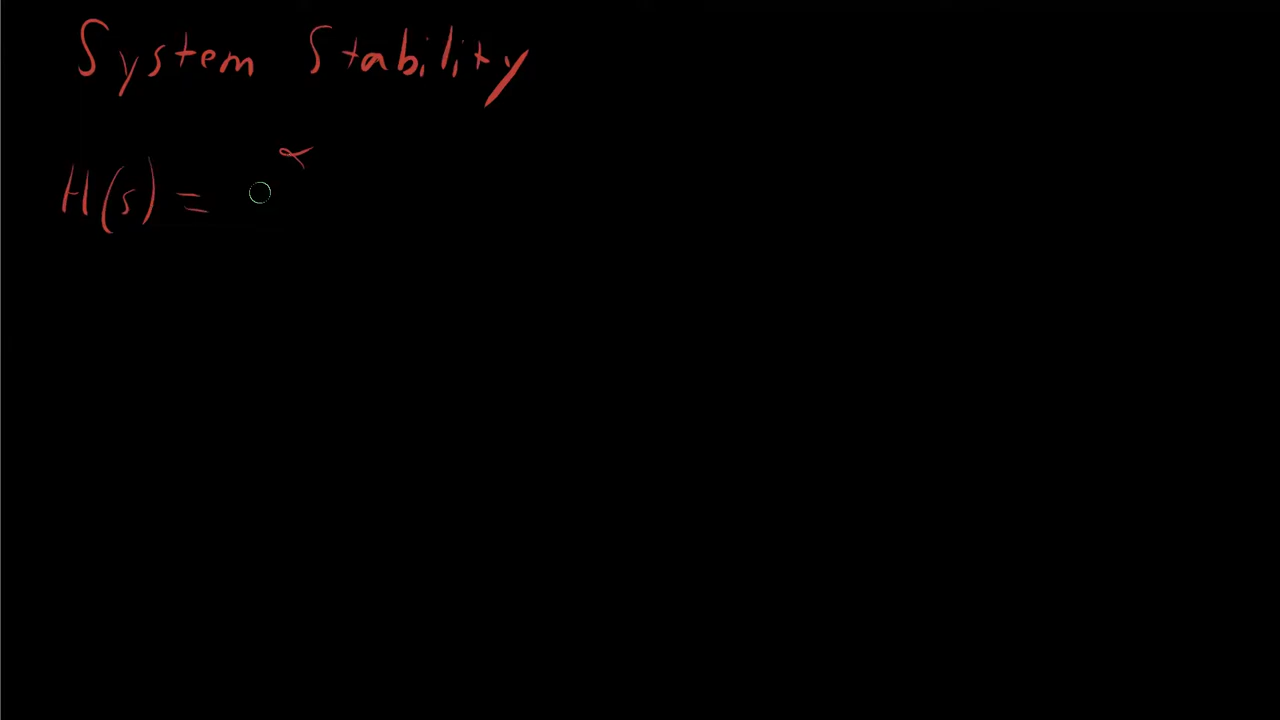 System Stability
H(s) = α